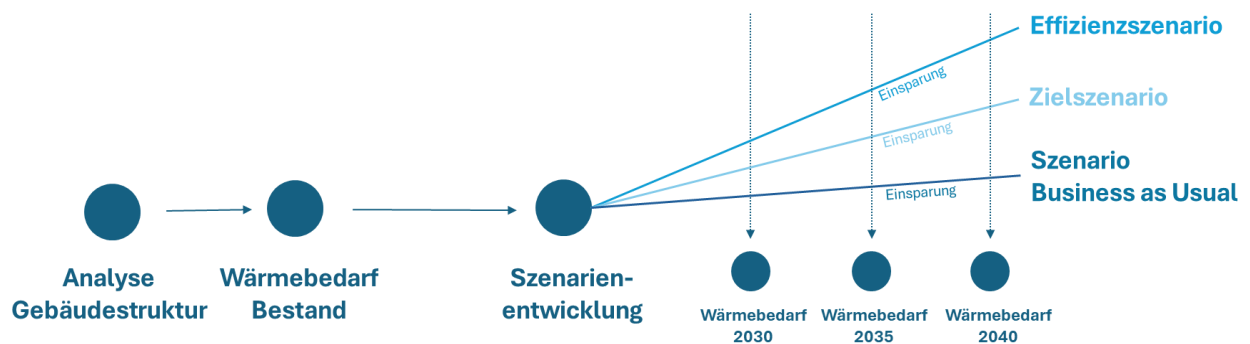 Effizienzszenario
Einsparung
Zielszenario
Einsparung
Szenario
Business as Usual
Einsparung
Analyse
Gebäudestruktur
Wärmebedarf
Bestand
Szenarien-
entwicklung
Wärmebedarf
2030
Wärmebedarf
2035
Wärmebedarf
2040